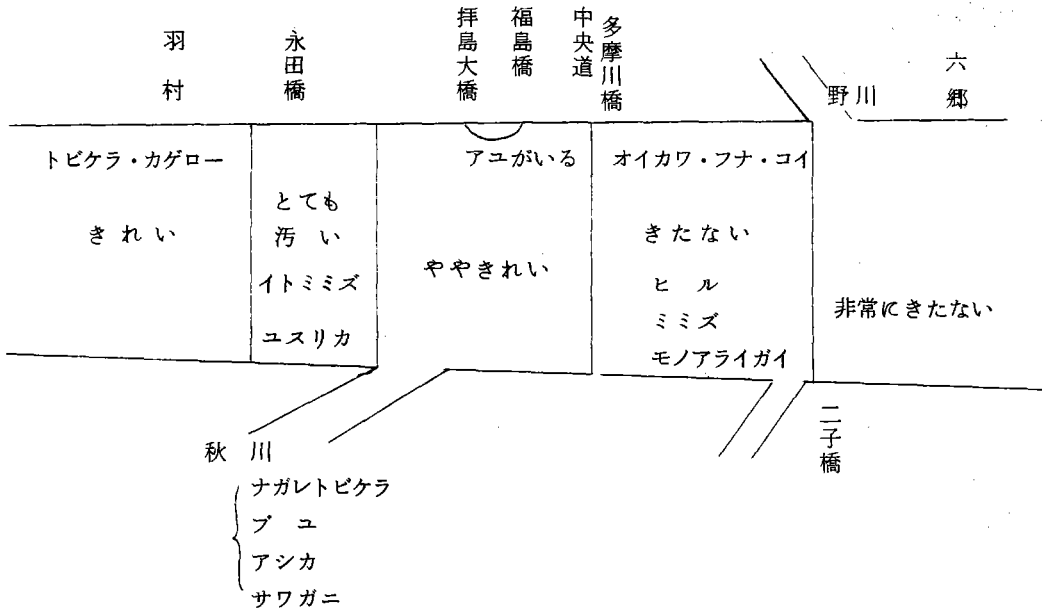 羽村
永田橋
拝島大橋
福島橋
中央道
多摩川橋
野川
六郷
トビケラ・カゲロー
きれい
とても
汚い
イトミミズ
ユスリカ
アユがいる
ややきれい
オイカワ・フナ・コイ
きたない
ヒル
ミミズ
モノアライガイ
非常にきたない
二子橋
秋川
ナガレトビケラ
ブユ
アシカ
サワガニ